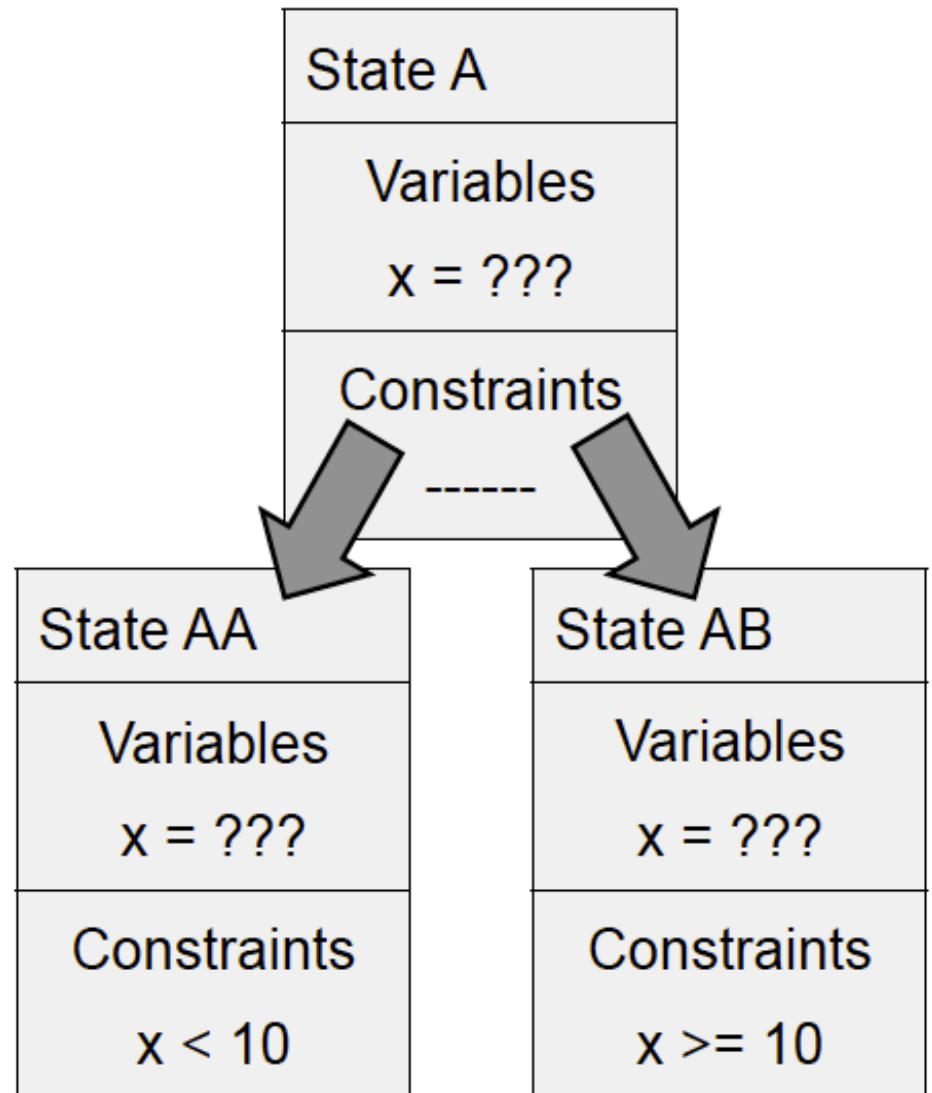 State A
Variables
x = ???
Constraints
------
State AA
Variables
x = ???
Constraints
x < 10
State AB
Variables
x = ???
Constraints
x >= 10